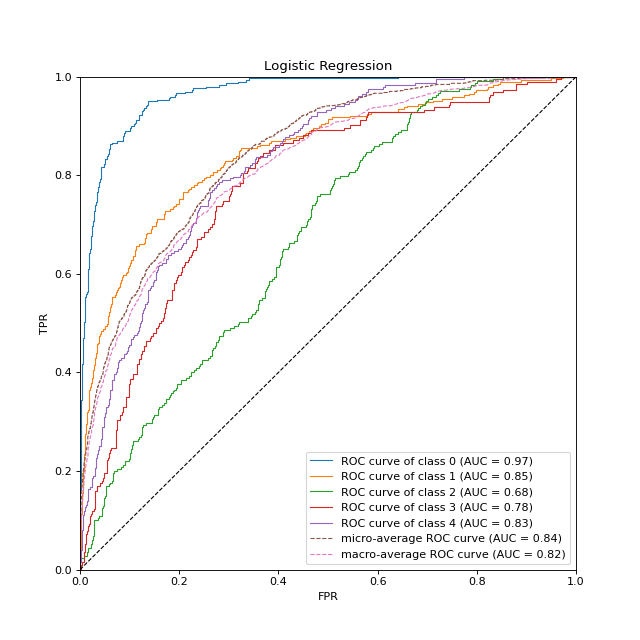 Logistic Regression
TPR
1.0
0.8
0.6
0.4
0.2
0.0
ROC curve of class 0 (AUC = 0.97)
ROC curve of class 1 (AUC = 0.85)
ROC curve of class 2 (AUC = 0.68)
ROC curve of class 3 (AUC = 0.78)
ROC curve of class 4 (AUC = 0.83)
micro-average ROC curve (AUC = 0.84)
macro-average ROC curve (AUC = 0.82)
0.0 0.2 0.4 0.6 0.8 1.0
FPR